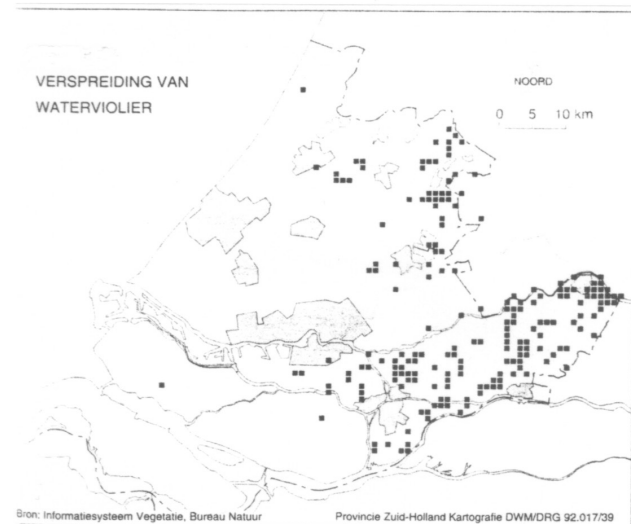 VERSPREIDING VAN
WATERVIOLIER
NOORD
0 5 10 km
Bron: Informatiesysteem Vegetatie, Bureau Natuur
Provincie Zuid-Holland Kartografie DWM/DRG 92.017/39